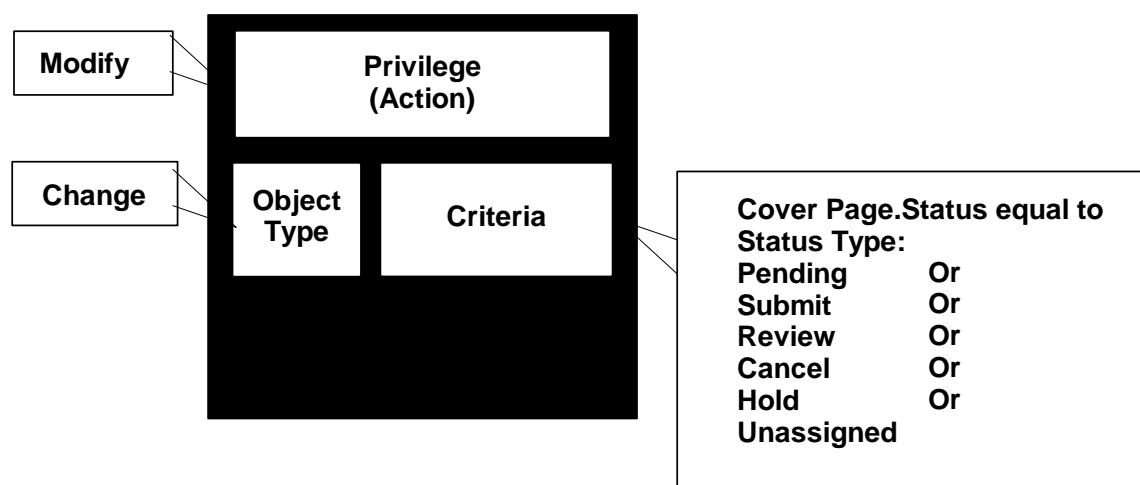 Modify
Privilege
(Action)
Change
Object
Type
Criteria
Cover Page.Status equal to
Status Type:
Pending Or
Submit Or
Review Or
Cancel Or
Hold Or
Unassigned